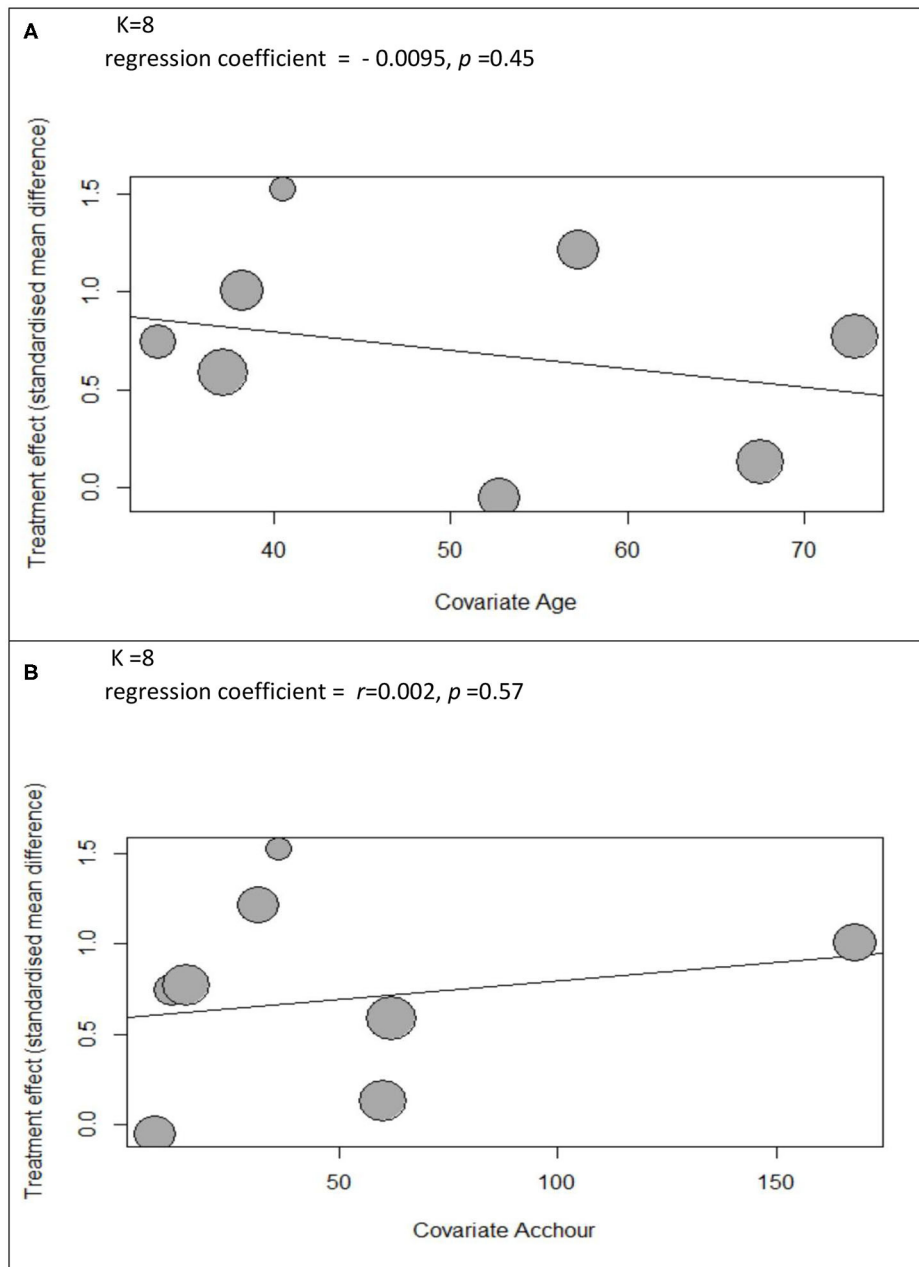 A
K=8
regression coefficient = - 0.0095, p =0.45
Treatment effect (standardised mean difference)
1.5
1.0
0.5
0.0
40 50 60 70
Covariate Age
B
K =8
regression coefficient = r=0.002, p =0.57
Treatment effect (standardised mean difference)
1.5
1.0
0.5
0.0
50 100 150
Covariate Acchour